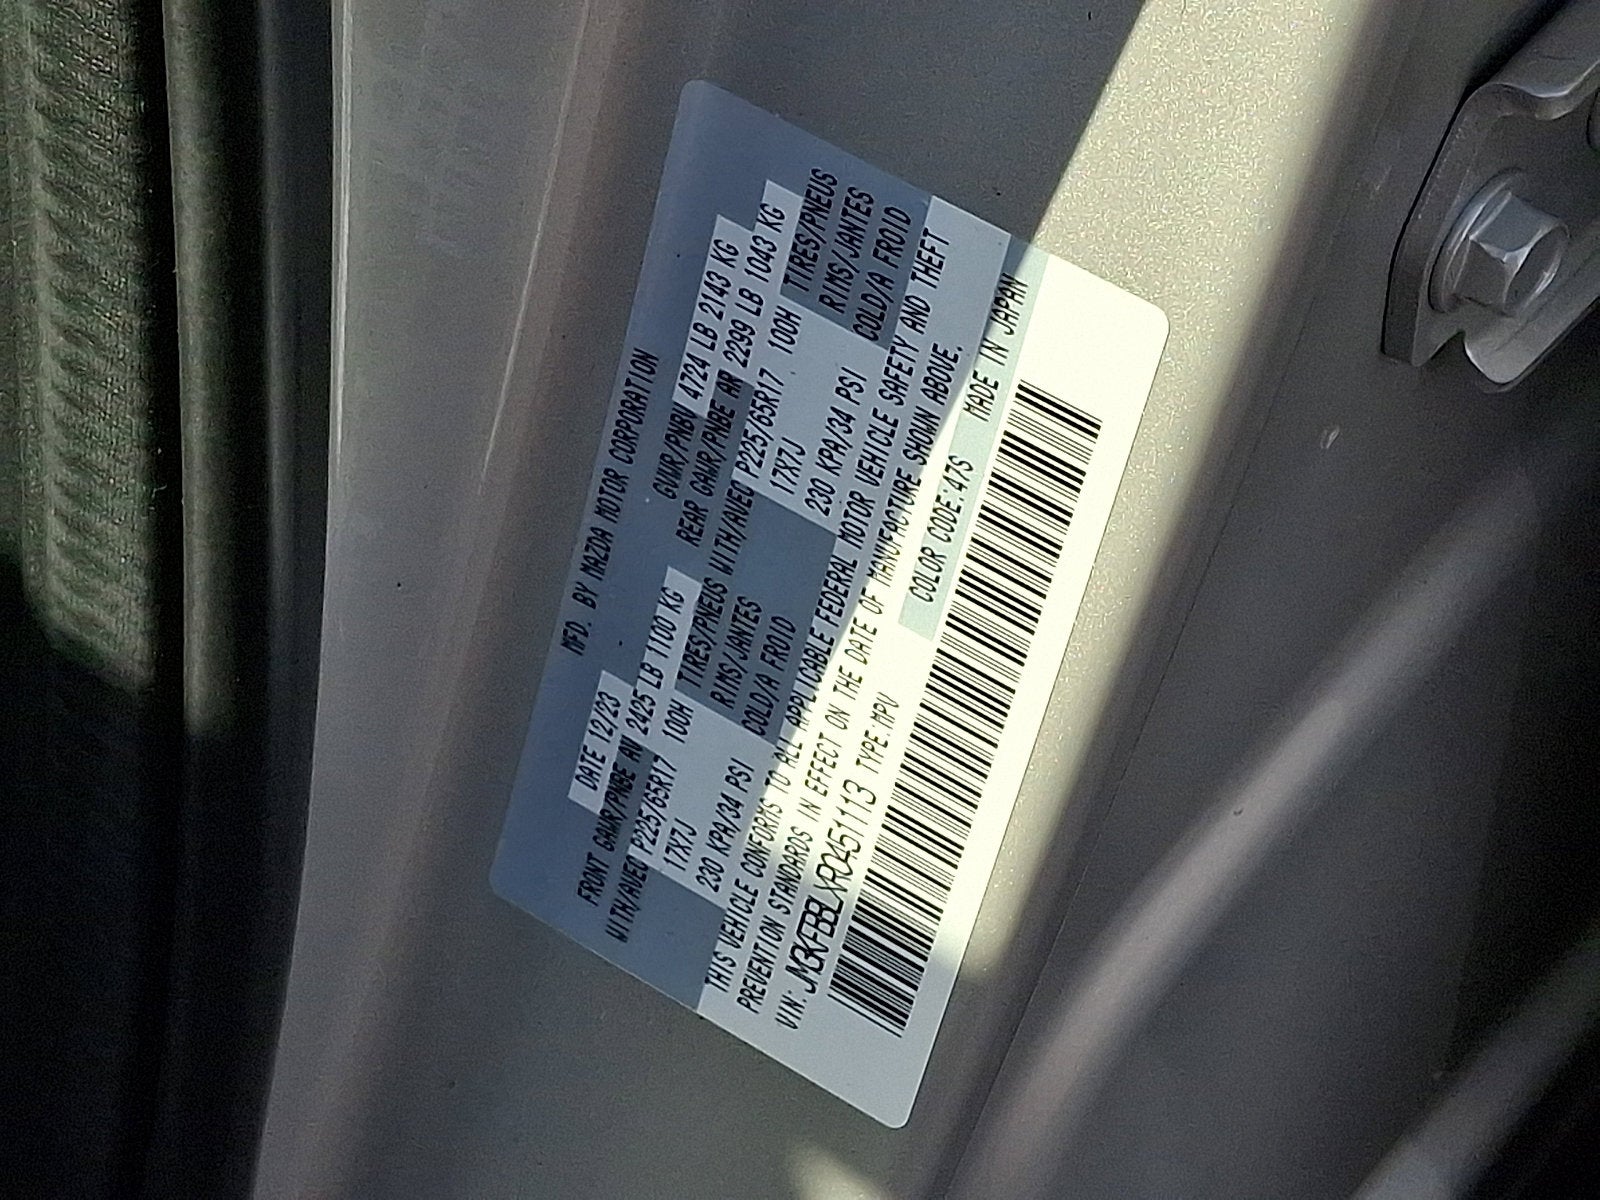 MFD. BY MAZDA MOTOR CORPORATION
DATE 12/23 GVWR/PNBV 4724 LB 2143 KG
FRONT GAWR/PNBE AV 2425 LB 1100 KG REAR GAWR/PNBE AR 2299 LB 1043 KG
WITH/AVEC P225/65R17 100H TIRES/PNEUS WITH/AVEC P225/65R17 100H TIRES/PNEUS
17X7J RIMS/JANTES 17X7J RIMS/JANTES
230 KPA/34 PSI COLD/A FROID 230 KPA/34 PSI COLD/A FROID
THIS VEHICLE CONFORMS TO ALL APPLICABLE FEDERAL MOTOR VEHICLE SAFETY AND THEFT
PREVENTION STANDARDS IN EFFECT ON THE DATE OF MANUFACTURE SHOWN ABOVE.
VIN: JM3KFBBLXR0451113 TYPE:MPV COLOR CODE:47S MADE IN JAPAN